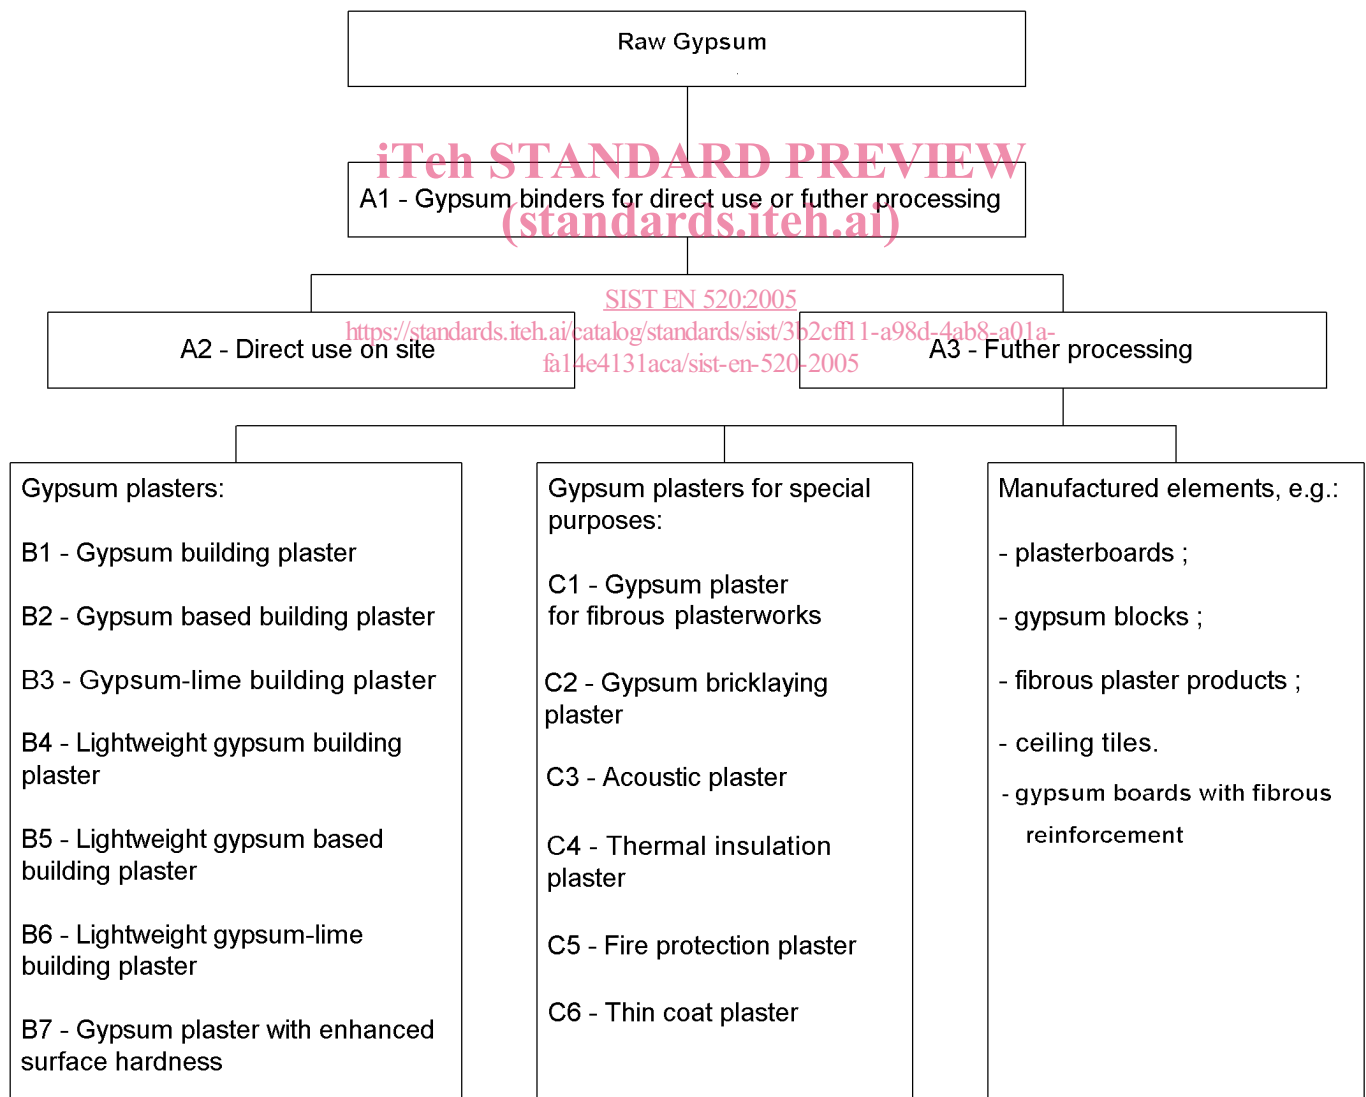 Raw Gypsum
iTeh STANDARD PREVIEW
A1 - Gypsum binders for direct use or futher processing
(standards.iteh.ai)
SIST EN 520:2005
https://standards.iteh.ai/catalog/standards/sist/3b2cff11-a98d-4ab8-a01a-
fa14e4131aca/sist-en-520-2005
A2 - Direct use on site
A3 - Futher processing
Gypsum plasters:
B1 - Gypsum building plaster
B2 - Gypsum based building plaster
B3 - Gypsum-lime building plaster
B4 - Lightweight gypsum building
plaster
B5 - Lightweight gypsum based
building plaster
B6 - Lightweight gypsum-lime
building plaster
B7 - Gypsum plaster with enhanced
surface hardness
Gypsum plasters for special
purposes:
C1 - Gypsum plaster
for fibrous plasterworks
C2 - Gypsum bricklaying
plaster
C3 - Acoustic plaster
C4 - Thermal insulation
plaster
C5 - Fire protection plaster
C6 - Thin coat plaster
Manufactured elements, e.g.:
- plasterboards ;
- gypsum blocks ;
- fibrous plaster products ;
- ceiling tiles.
- gypsum boards with fibrous
reinforcement